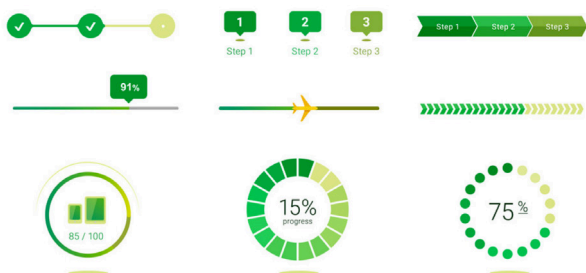 1 2 3
Step 1 Step 2 Step 3
Step 1 Step 2 Step 3
91%
85 / 100
15%
progress
75 %